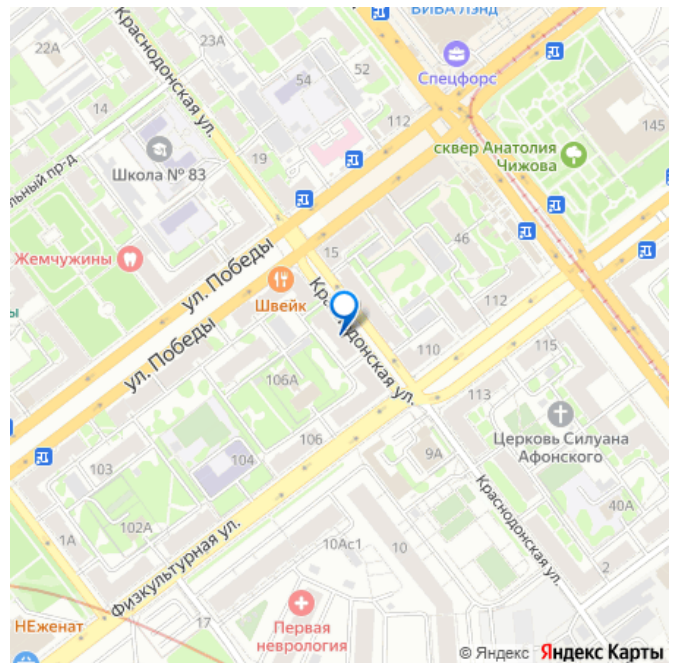 ВИВА ЛЭНД
Краснодонская ул.
23А
22А
Спецфорс
52
54
14
112
145
сквер Анатолия
Чижова
19
Школа № 83
льный пр-д
46
Жемчужины
ул. Победы
15
Швейк
Краснодонская ул.
112
ы
ул. Победы
110
115
106А
113
106
Церковь Силуана
Афонского
9А
104
103
Краснодонская ул.
40А
102А
1А
10Ас1
10
Физкультурная ул.
2
17
НЕженат
Первая
неврология
© Яндекс Яндекс Карты